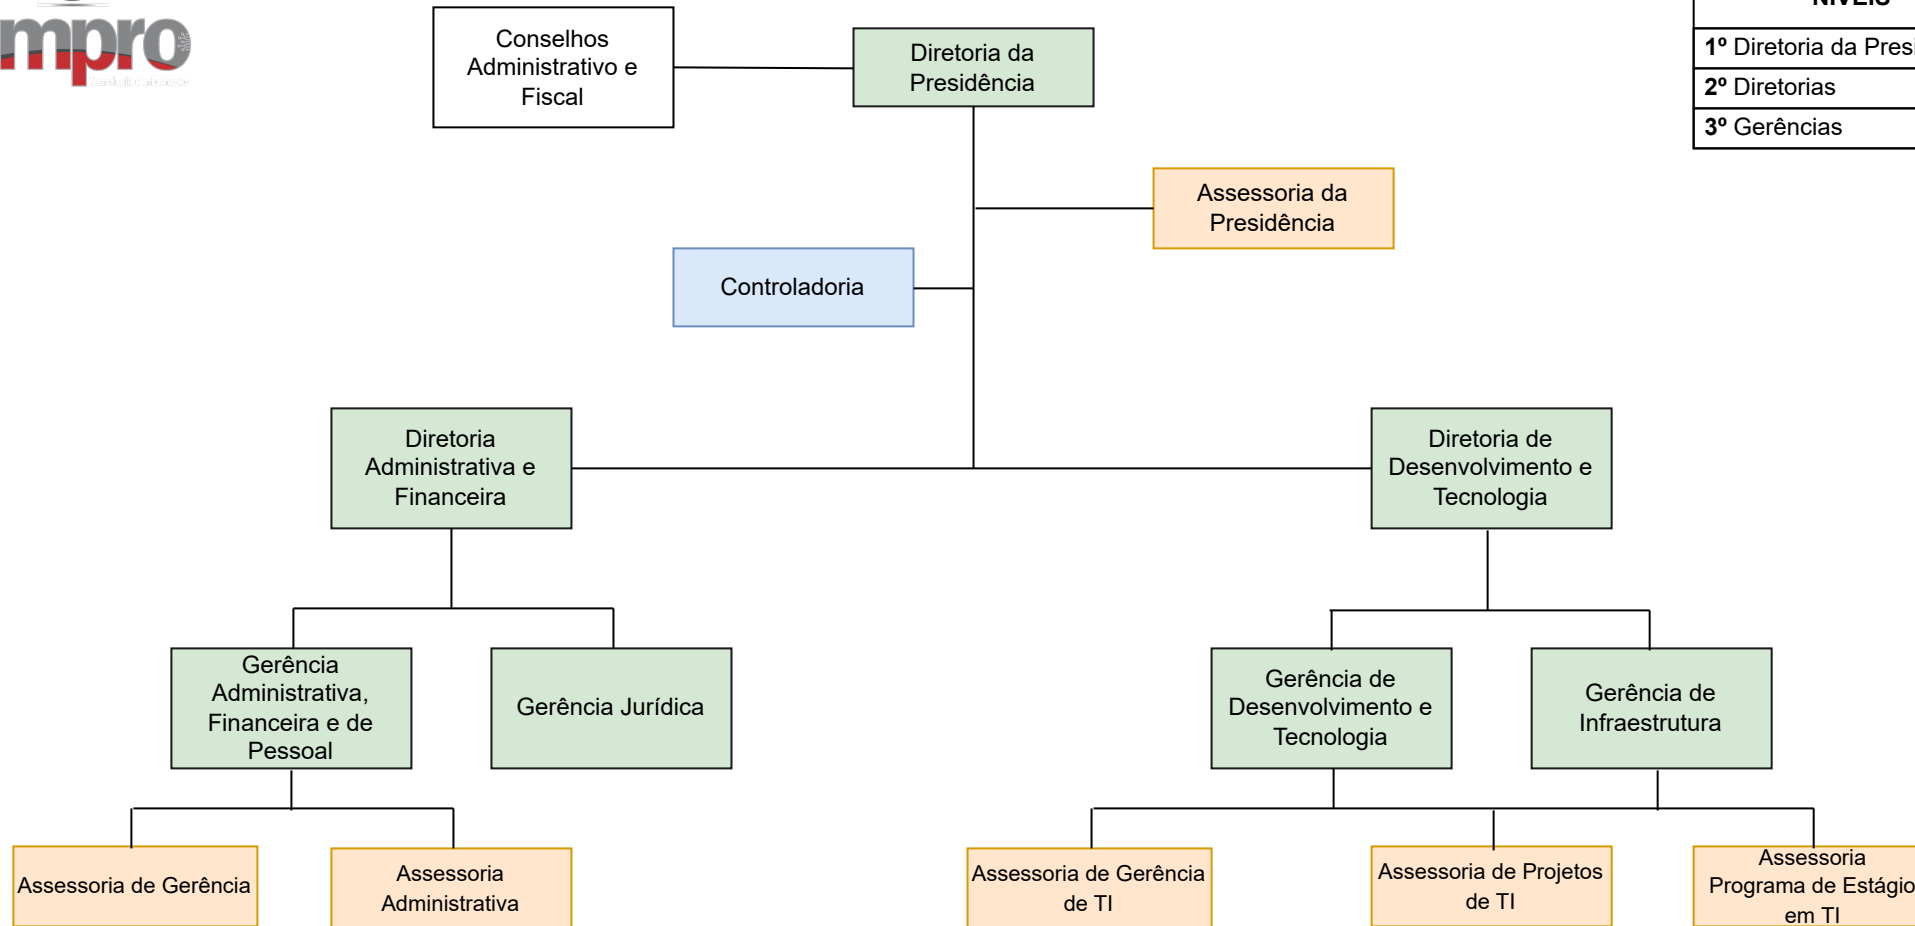 mpro
Conselhos
Administrativo e
Fiscal
Diretoria da
Presidência
NÍVEIS
1º Diretoria da Presi
2º Diretorias
3º Gerências
Assessoria da
Presidência
Controladoria
Diretoria
Administrativa e
Financeira
Diretoria de
Desenvolvimento e
Tecnologia
Gerência
Administrativa,
Financeira e de
Pessoal
Gerência Jurídica
Gerência de
Desenvolvimento e
Tecnologia
Gerência de
Infraestrutura
Assessoria de Gerência
Assessoria
Administrativa
Assessoria de Gerência
de TI
Assessoria de Projetos
de TI
Assessoria
Programa de Estágio
em TI